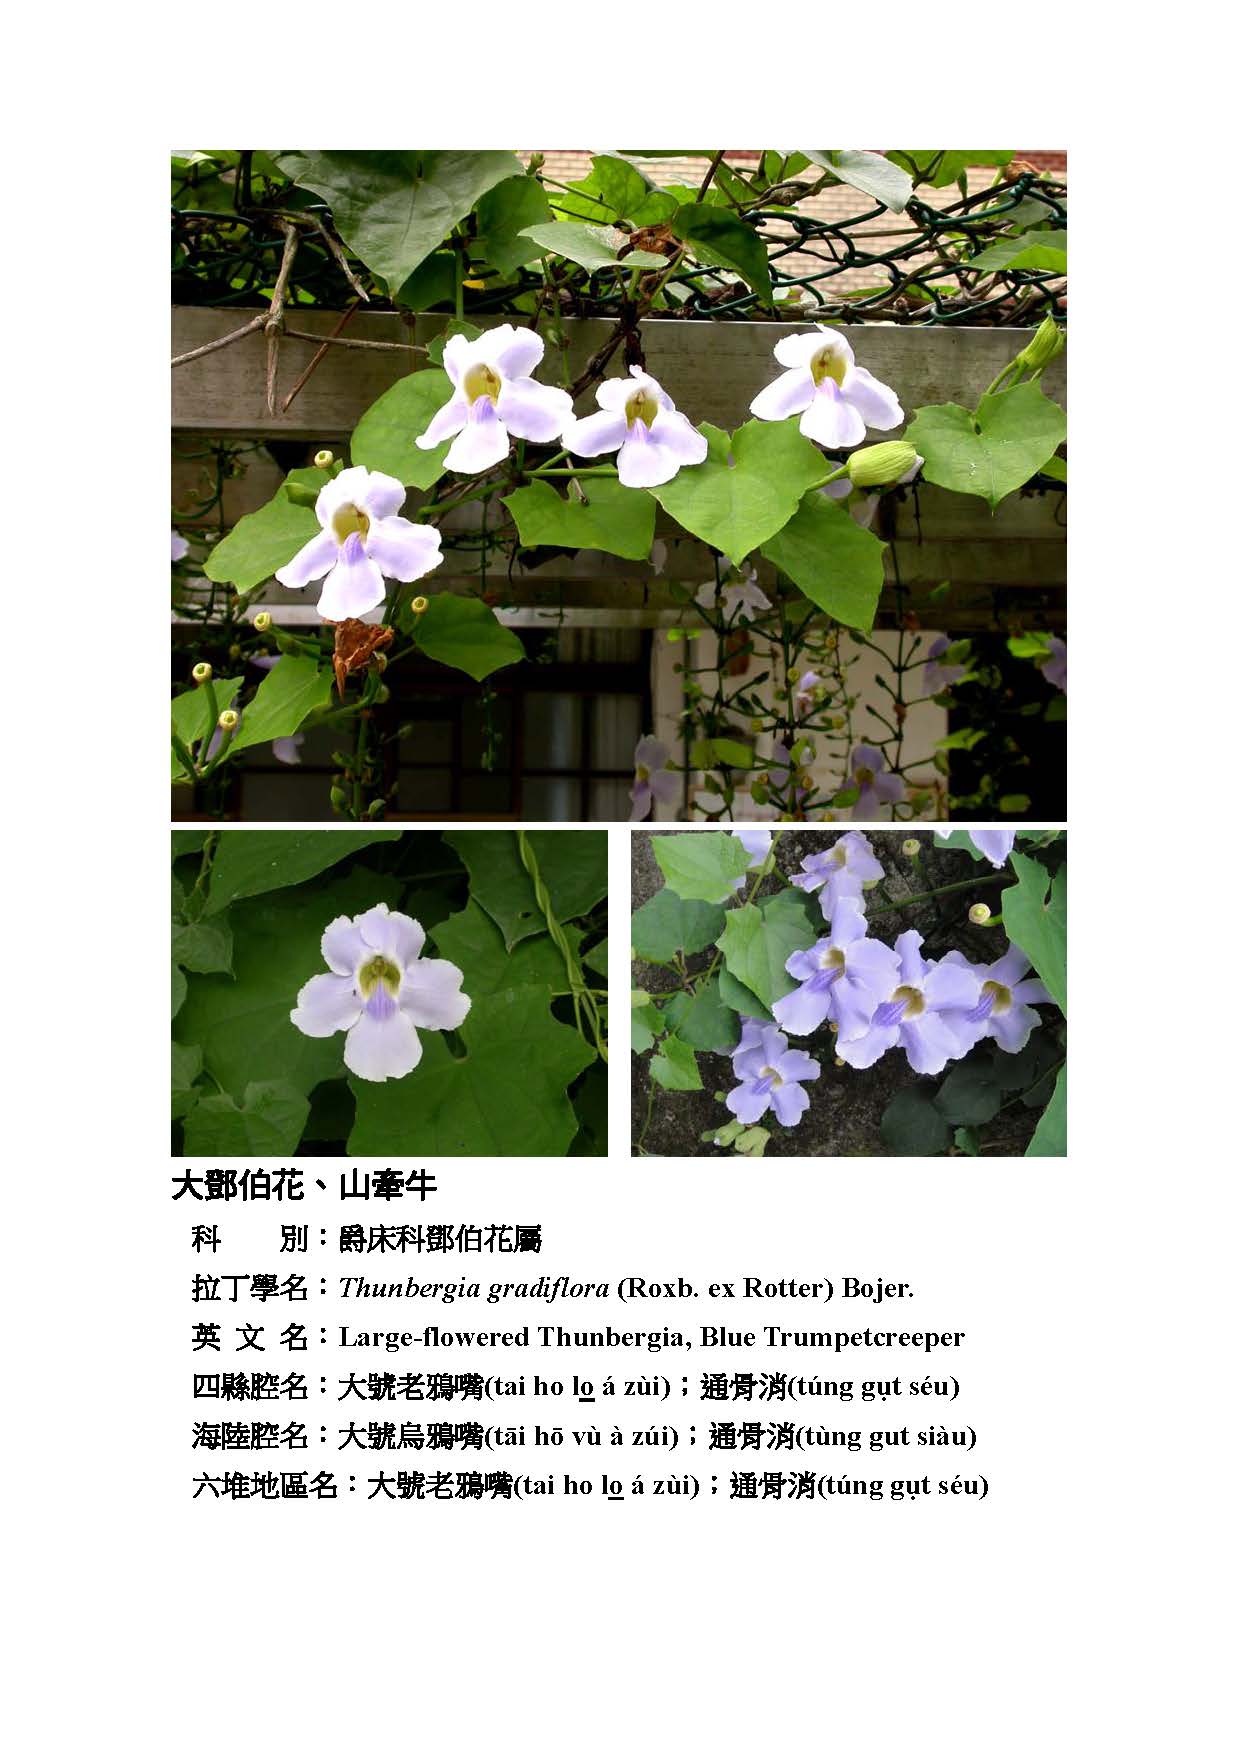 大鄧伯花、山牽牛
科　　別：爵床科鄧伯花屬
拉丁學名：Thunbergia gradiflora (Roxb. ex Rotter) Bojer.
英 文 名：Large-flowered Thunbergia, Blue Trumpetcreeper
四縣腔名：大號老鴉嘴(tai ho lo̲ á zùi)；通骨消(túng gụt séu)
海陸腔名：大號烏鴉嘴(tāi hō vù à zúi)；通骨消(tùng gut siàu)
六堆地區名：大號老鴉嘴(tai ho lo̲ á zùi)；通骨消(túng gụt séu)